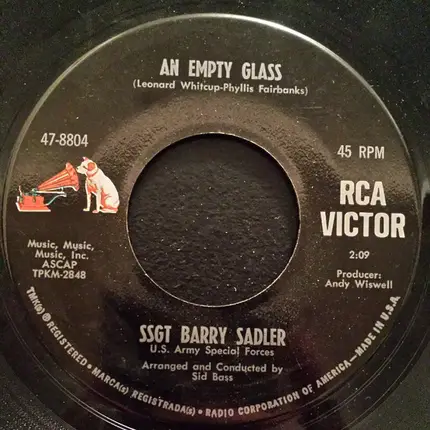 AN EMPTY GLASS
(Leonard Whitcup-Phyllis Fairbanks)
47-8804
45 RPM
RCA
VICTOR
Music, Music,
Music, Inc.
ASCAP
TPKM-2848
2:09
Producer:
Andy Wiswell
SSGT BARRY SADLER
U.S. Army Special Forces
Arranged and Conducted by
Sid Bass
TMK(s) ® REGISTERED • MARCA(s) REGISTRADA(s) • RADIO CORPORATION OF AMERICA—MADE IN U.S.A.